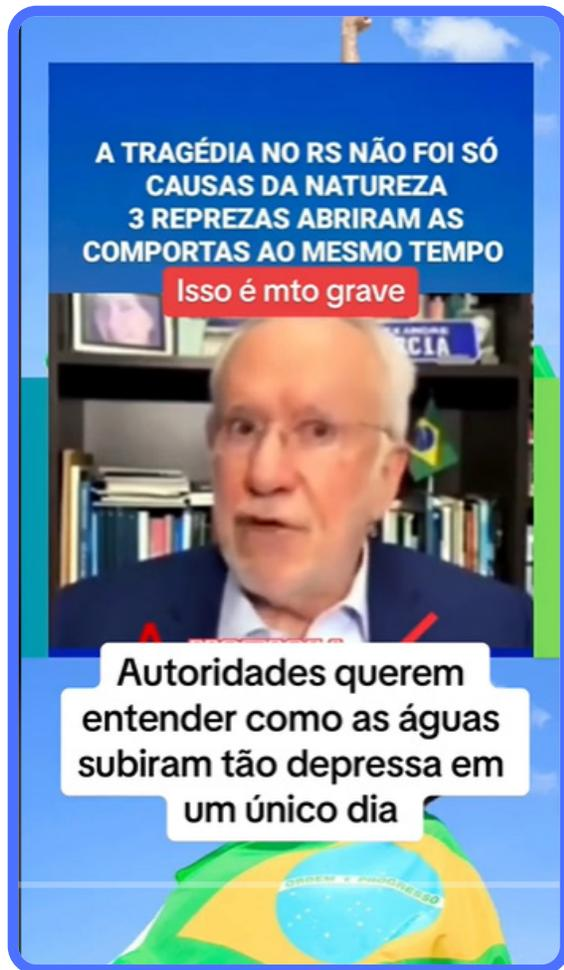 A TRAGÉDIA NO RS NÃO FOI SÓ
CAUSAS DA NATUREZA
3 REPREZAS ABRIRAM AS
COMPORTAS AO MESMO TEMPO
Isso é mto grave
Autoridades querem
entender como as águas
subiram tão depressa em
um único dia
ORDEM E PROGRESSO